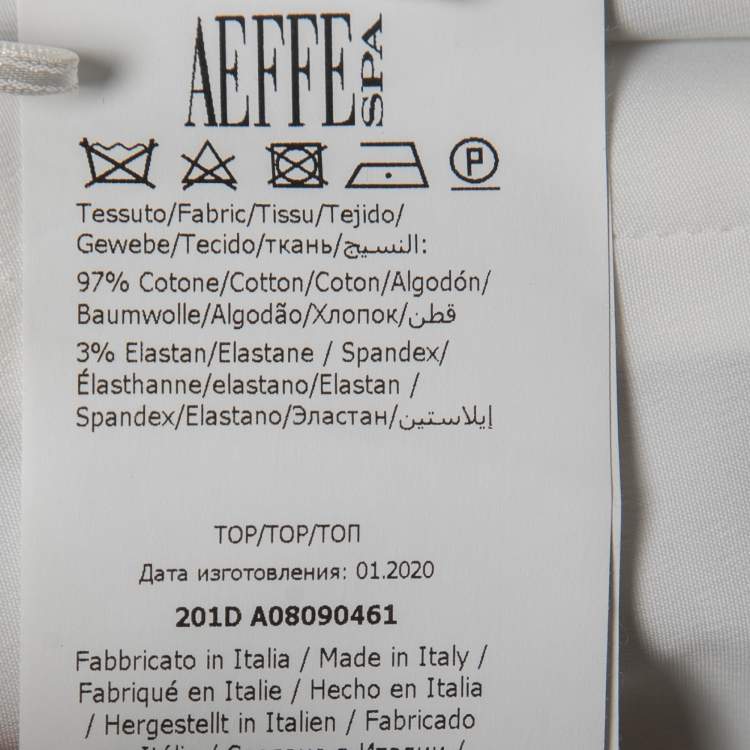 AEFFE SPA
P
Tessuto/Fabric/Tissu/Tejido/
Gewebe/Tecido/ткань/النسيج:
97% Cotone/Cotton/Coton/Algodón/
Baumwolle/Algodão/Хлопок/قطن
3% Elastan/Elastane / Spandex/
Élasthanne/elastano/Elastan /
Spandex/Elastano/Эластан/إيلاستين
TOP/TOP/ТОП
Дата изготовления: 01.2020
201D A08090461
Fabbricato in Italia / Made in Italy /
Fabriqué en Italie / Hecho en Italia
/ Hergestellt in Italien / Fabricado